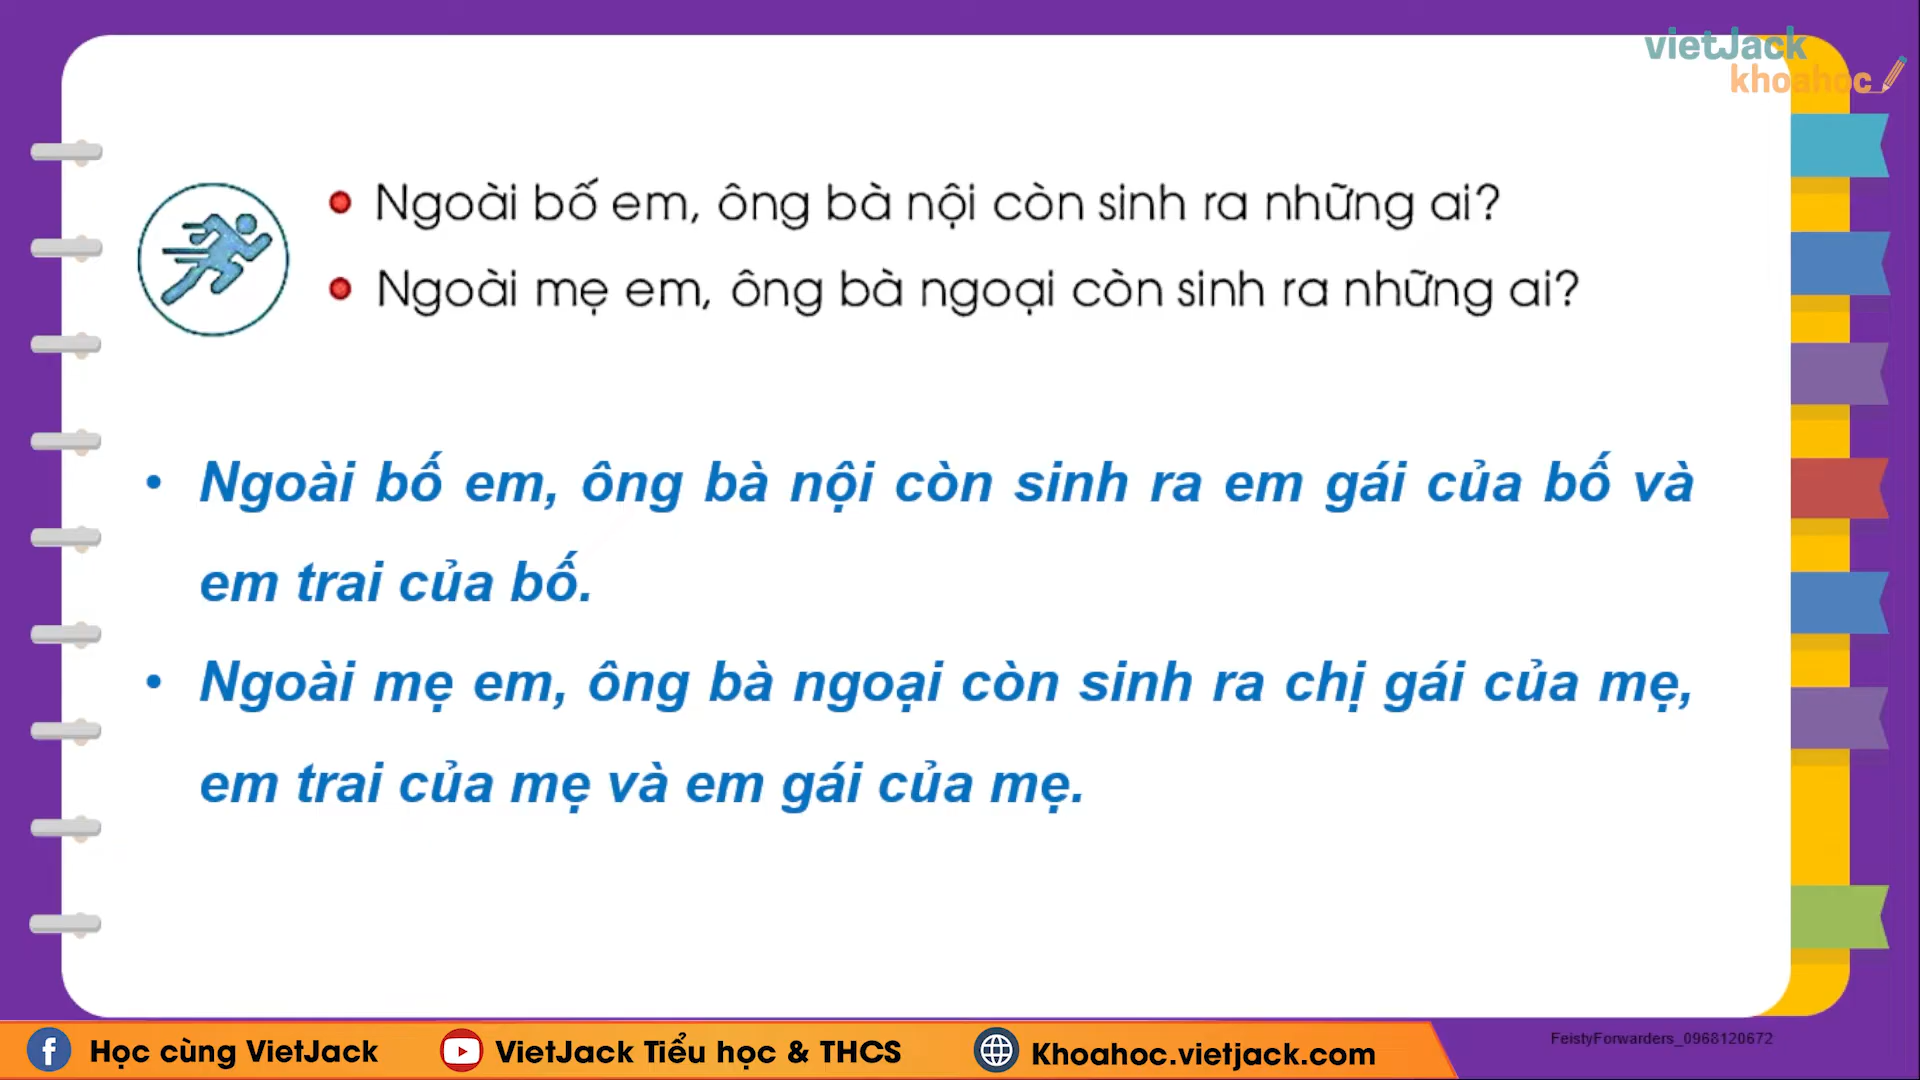 vietJack
khoahoc
Ngoài bố em, ông bà nội còn sinh ra những ai?
Ngoài mẹ em, ông bà ngoại còn sinh ra những ai?
• Ngoài bố em, ông bà nội còn sinh ra em gái của bố và
em trai của bố.
• Ngoài mẹ em, ông bà ngoại còn sinh ra chị gái của mẹ,
em trai của mẹ và em gái của mẹ.
Học cùng VietJack
VietJack Tiểu học & THCS
Khoahoc.vietjack.com
FeistyForwarders_0968120672